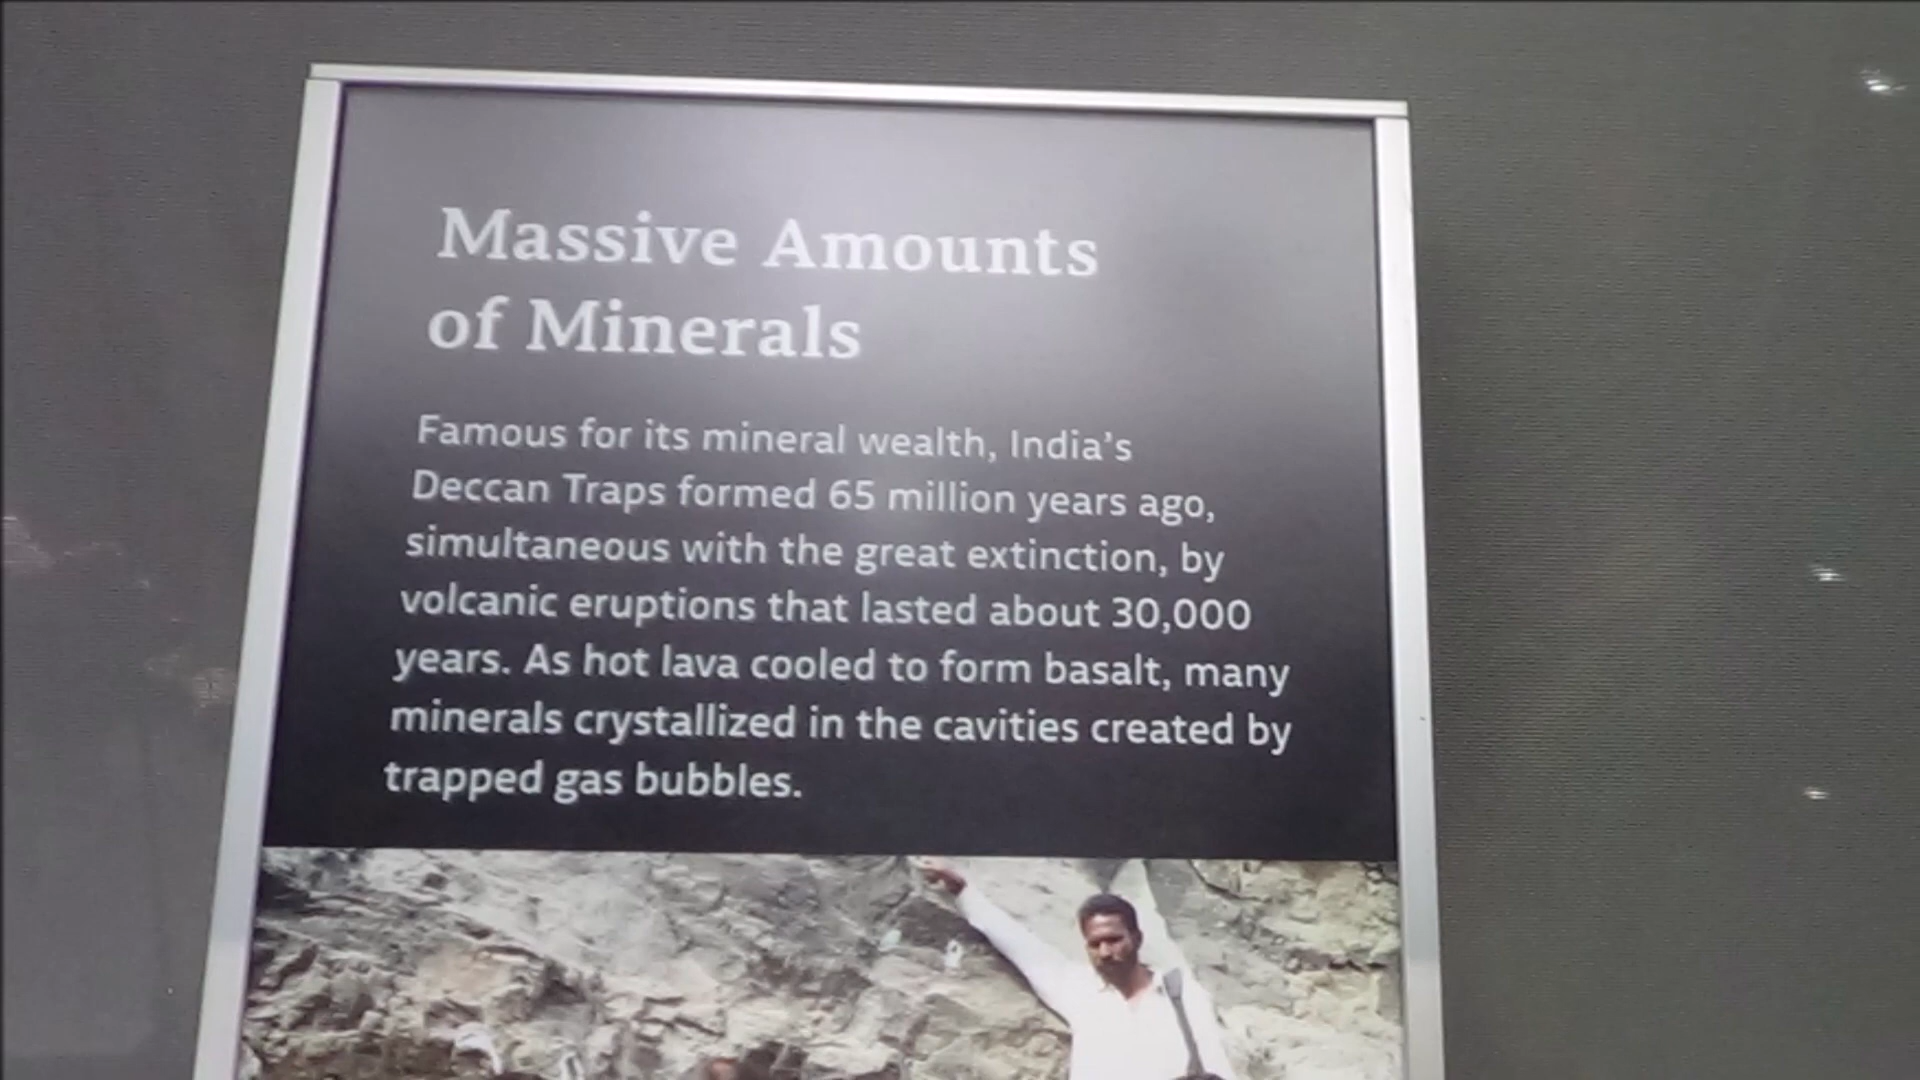 Massive Amounts
of Minerals
Famous for its mineral wealth, India's
Deccan Traps formed 65 million years ago,
simultaneous with the great extinction, by
volcanic eruptions that lasted about 30,000
years. As hot lava cooled to form basalt, many
minerals crystallized in the cavities created by
trapped gas bubbles.